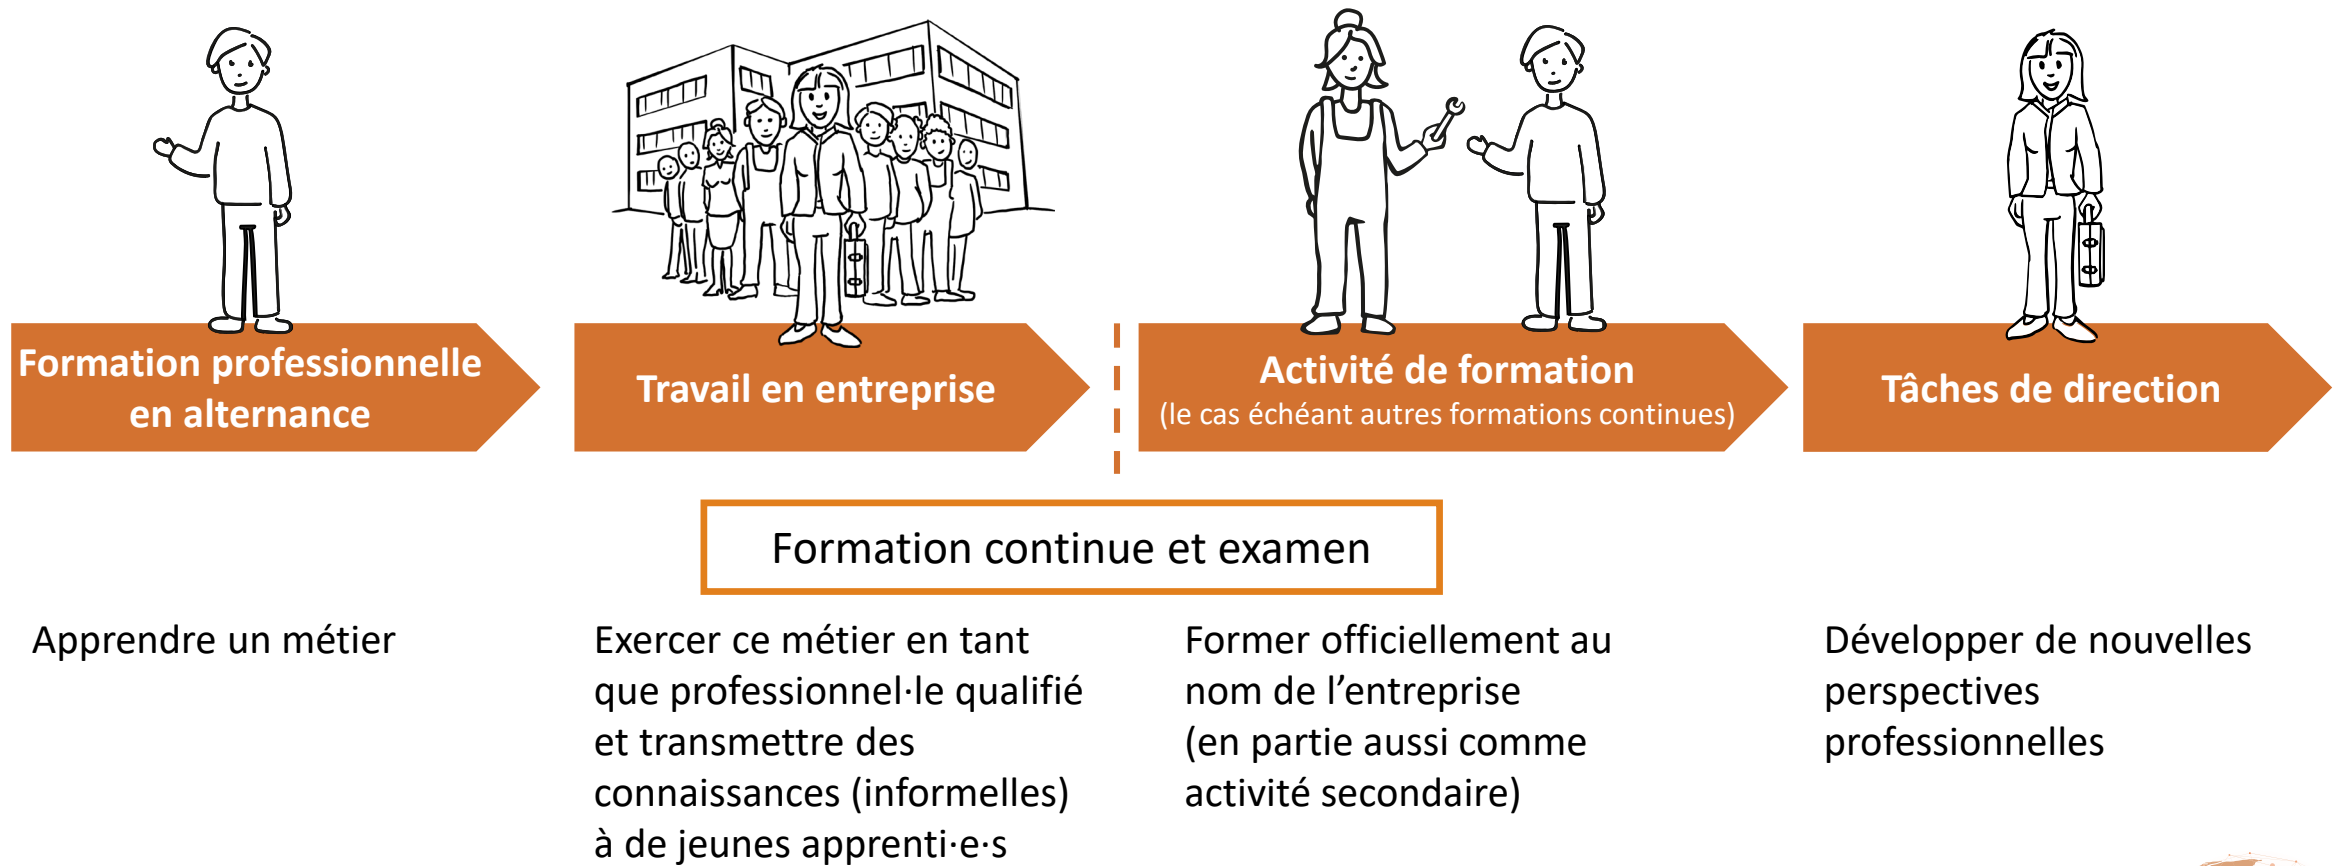 Formation professionnelle
en alternance
Travail en entreprise
Activité de formation
(le cas échéant autres formations continues)
Tâches de direction
Formation continue et examen
Apprendre un métier
Exercer ce métier en tant
que professionnel·le qualifié
et transmettre des
connaissances (informelles)
à de jeunes apprenti·e·s
Former officiellement au
nom de l’entreprise
(en partie aussi comme
activité secondaire)
Développer de nouvelles
perspectives
professionnelles